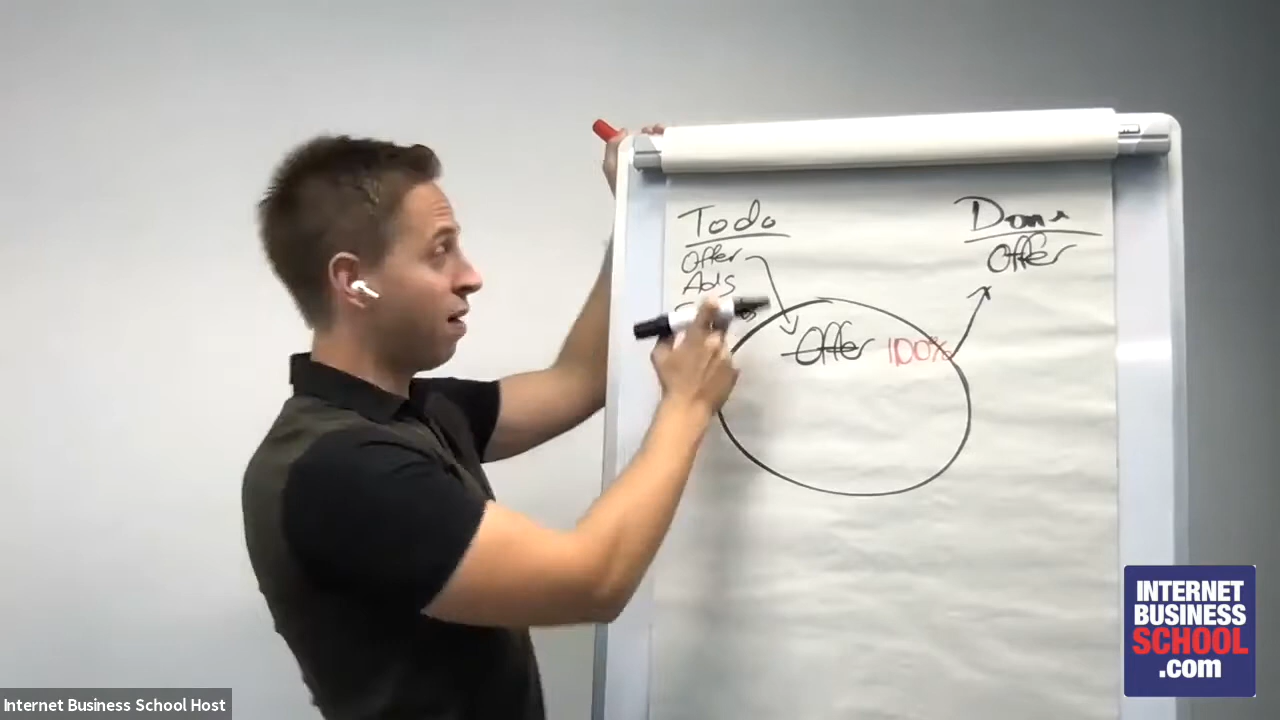 Todo
Offer
Ads
Done
Offer
Offer 100%
INTERNET
BUSINESS
SCHOOL
.com
Internet Business School Host